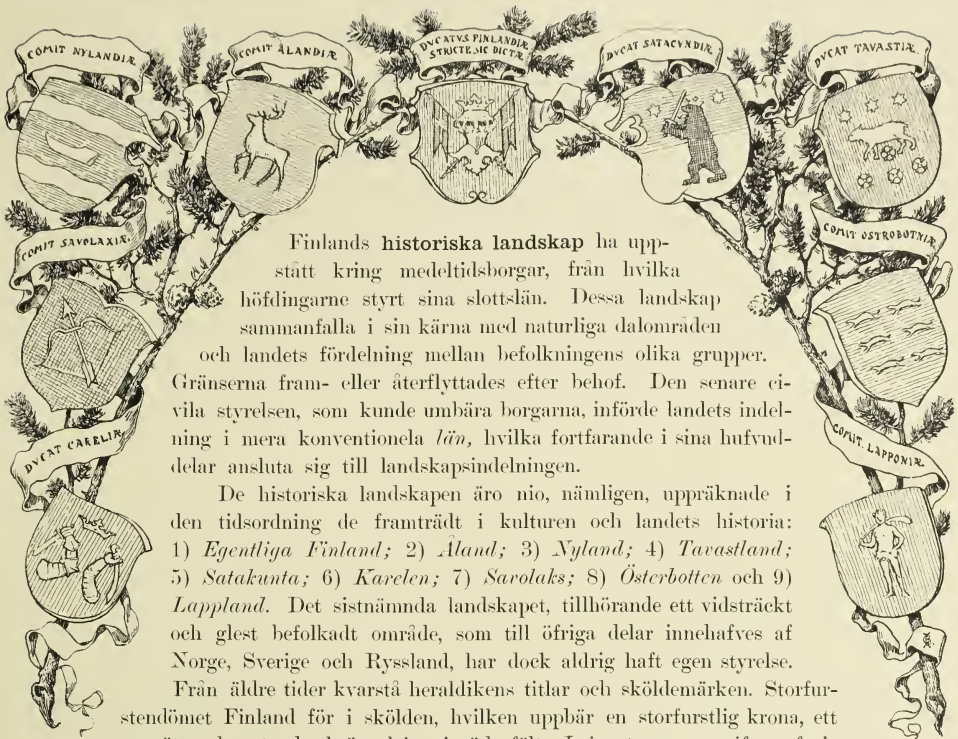 COMIT NYLANDIÆ
COMIT ÅLANDIÆ
DVCATVS FINLANDIÆ
STRICTE SIC DICTÆ
DVCAT SATACVNDIÆ
DVCAT TAVASTIÆ
COMIT SAVOLAXIÆ
COMIT OSTROBOTNIÆ
DVCAT CARELIÆ
COMIT. LAPPONIÆ
Finlands historiska landskap ha upp-
stått kring medeltidsborgar, från hvilka
höfdingarne styrt sina slottslän. Dessa landskap
sammanfalla i sin kärna med naturliga dalområden
och landets fördelning mellan befolkningens olika grupper.
Gränserna fram- eller återflyttades efter behof. Den senare ci-
vila styrelsen, som kunde umbära borgarna, införde landets indel-
ning i mera konventionela län, hvilka fortfarande i sina hufvud-
delar ansluta sig till landskapsindelningen.
De historiska landskapen äro nio, nämligen, uppräknade i
den tidsordning de framträdt i kulturen och landets historia:
1) Egentliga Finland; 2) Åland; 3) Nyland; 4) Tavastland;
5) Satakunta; 6) Karelen; 7) Savolaks; 8) Österbotten och 9)
Lappland. Det sistnämnda landskapet, tillhörande ett vidsträckt
och glest befolkadt område, som till öfriga delar innehafves af
Norge, Sverige och Ryssland, har dock aldrig haft egen styrelse.
Från äldre tider kvarstå heraldikens titlar och sköldemärken. Storfur-
stendömet Finland för i skölden, hvilken uppbär en storfurstlig krona, ett